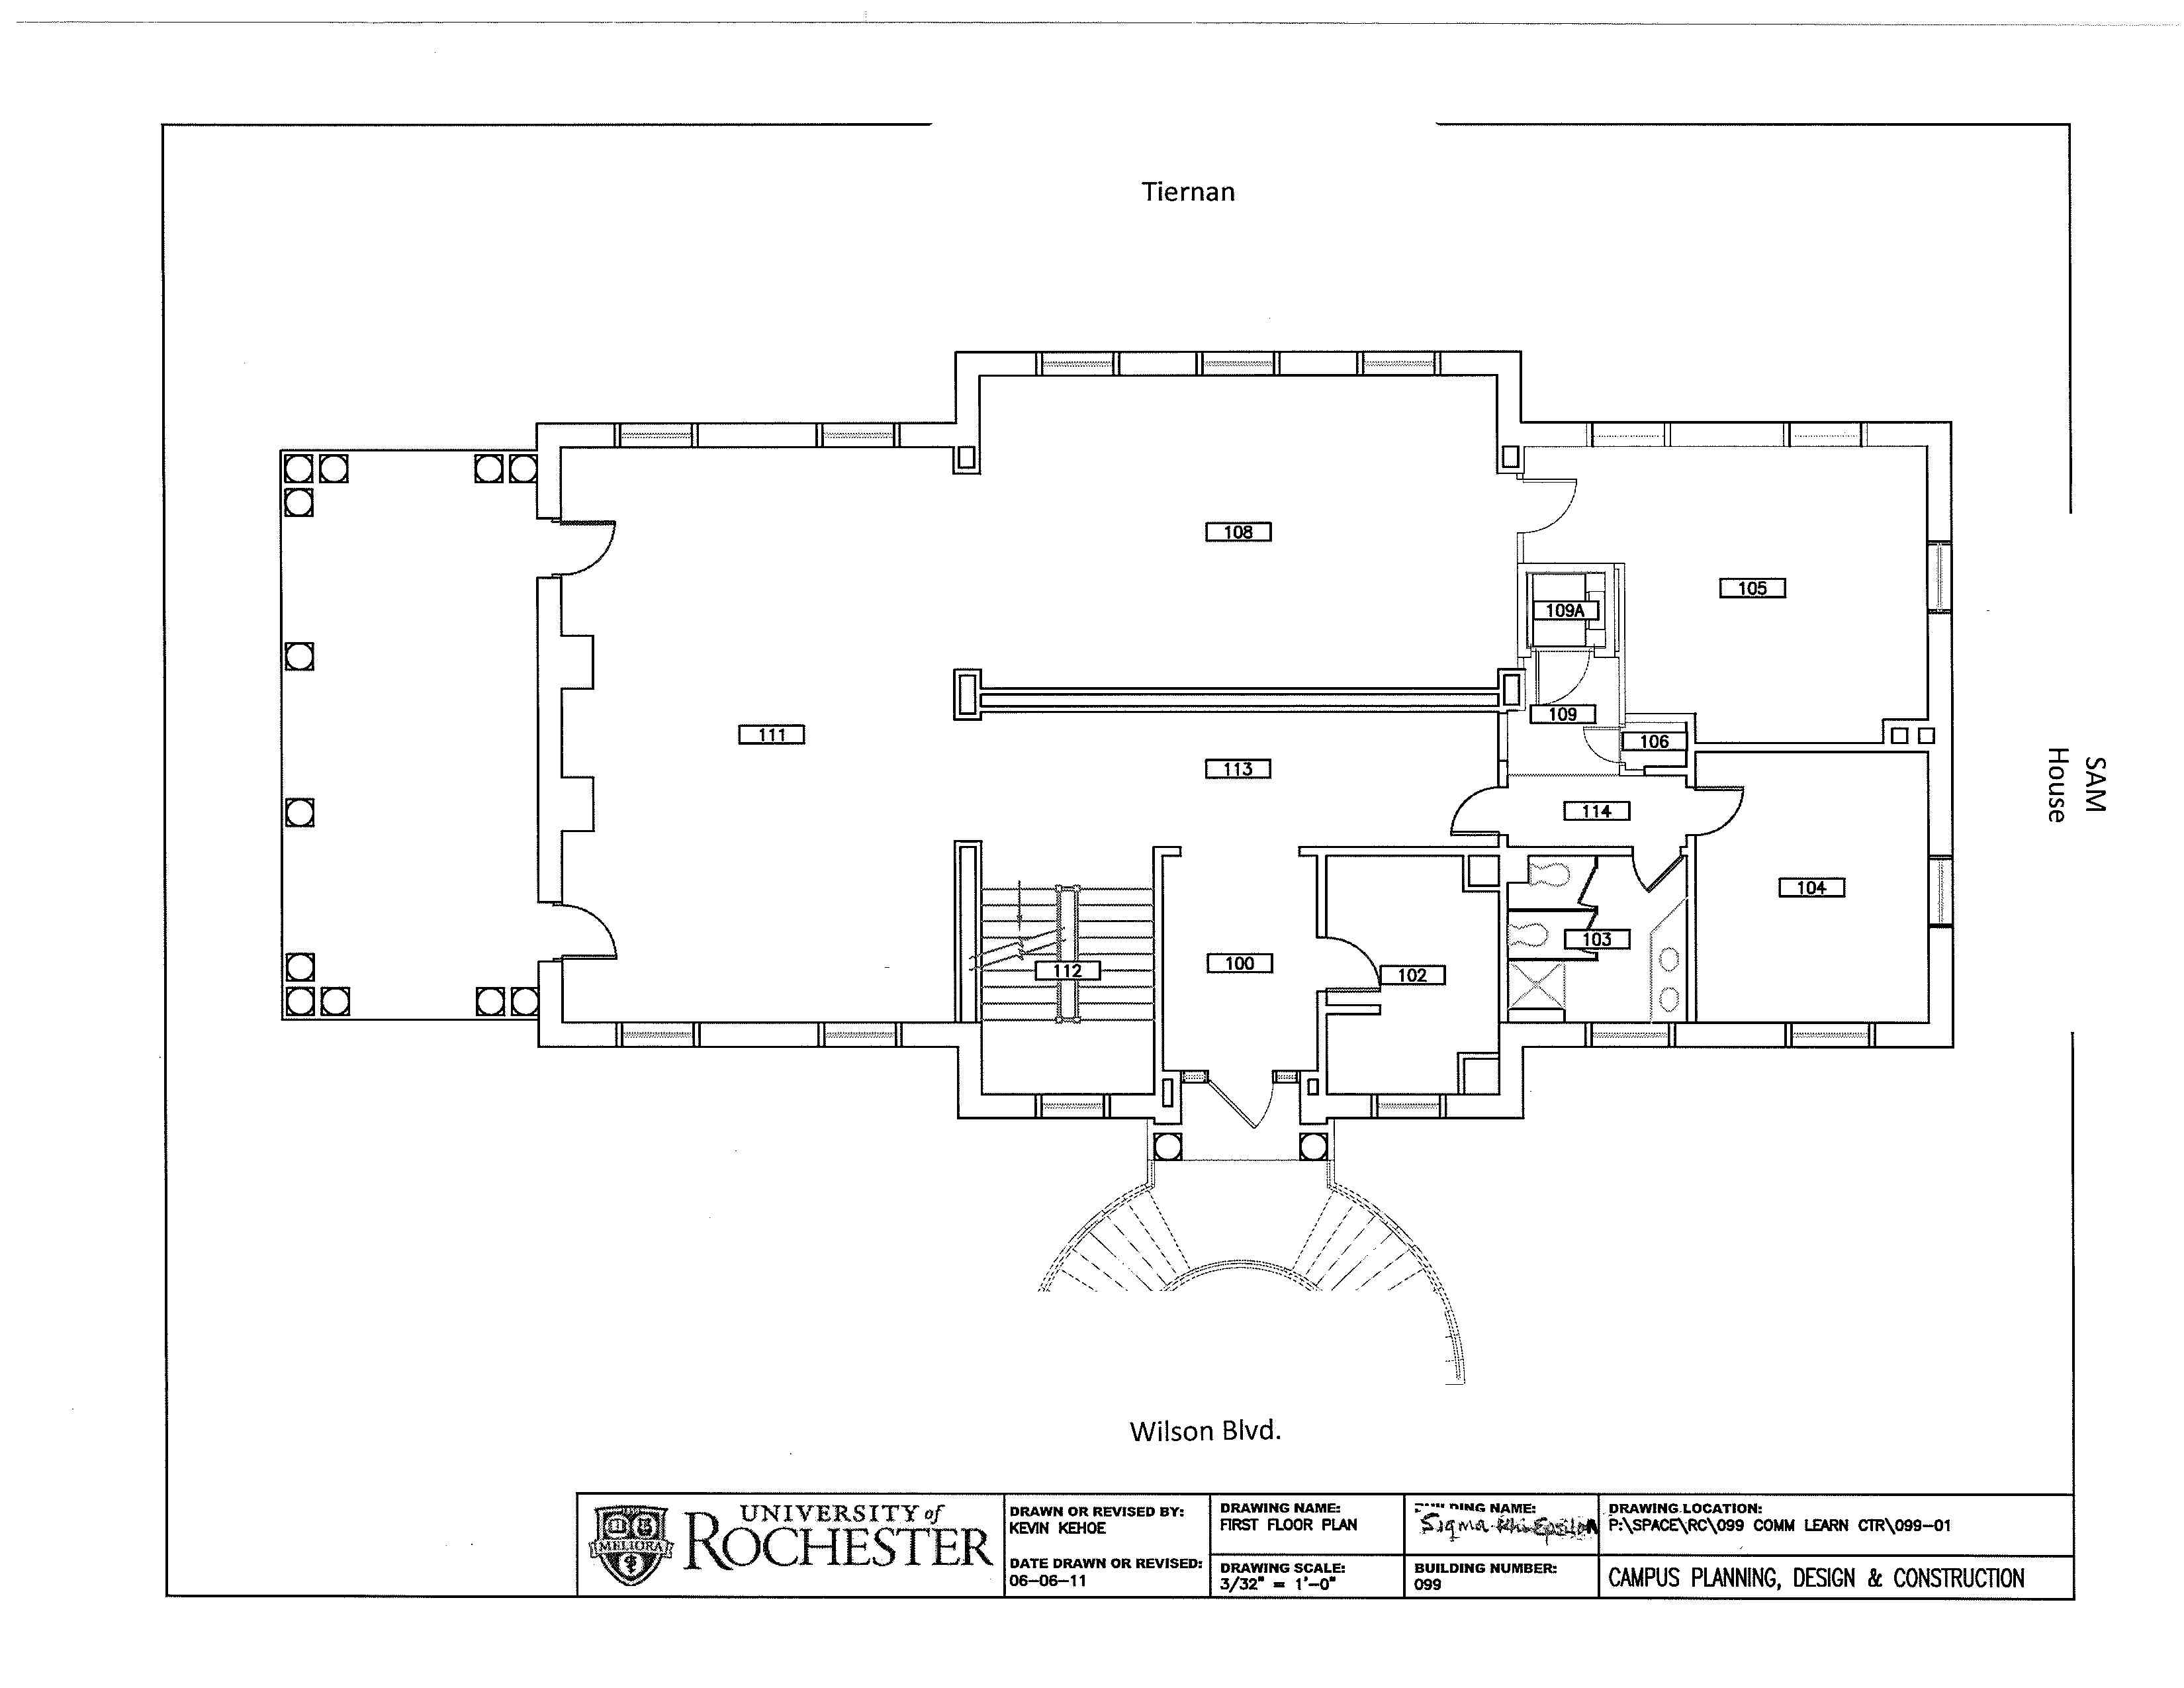 Tiernan
108
105
109A
109
111
106
113
114
SAM
House
104
103
100
112
102
Wilson Blvd.
UNIVERSITY of
ROCHESTER
MELIORA
DRAWN OR REVISED BY:
KEVIN KEHOE
DATE DRAWN OR REVISED:
06-06-11
DRAWING NAME:
FIRST FLOOR PLAN
DRAWING SCALE:
3/32" = 1'-0"
DING NAME:
Sigma Phi Epsilon
BUILDING NUMBER:
099
DRAWING LOCATION:
P:\SPACE\RC\099 COMM LEARN CTR\099-01
CAMPUS PLANNING, DESIGN & CONSTRUCTION